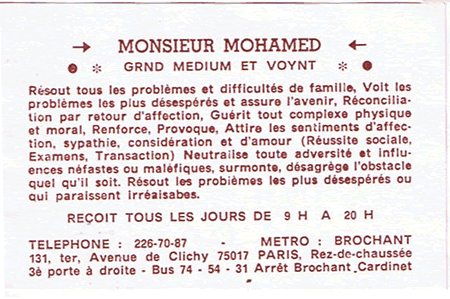 → MONSIEUR MOHAMED ←
● * GRND MEDIUM ET VOYNT * ●
Résout tous les problèmes et difficultés de famille, Voit les
problèmes les plus désespérés et assure l'avenir, Réconcilia-
tion par retour d'affection, Guérit tout complexe physique
et moral, Renforce, Provoque, Attire les sentiments d'affec-
tion, sypathie, considération et d'amour (Réussite sociale,
Examens, Transaction) Neutrailse toute adversité et influ-
ences néfastes ou maléfiques, surmonte, désagrège l'obstacle
quel qu'il soit. Résout les problèmes les plus désespérés ou
qui paraissent irréaisabes.
REÇOIT TOUS LES JOURS DE 9 H A 20 H
TELEPHONE : 226-70-87 - METRO : BROCHANT
131, ter, Avenue de Clichy 75017 PARIS, Rez-de-chaussée
3è porte à droite - Bus 74 - 54 - 31 Arrêt Brochant Cardinet